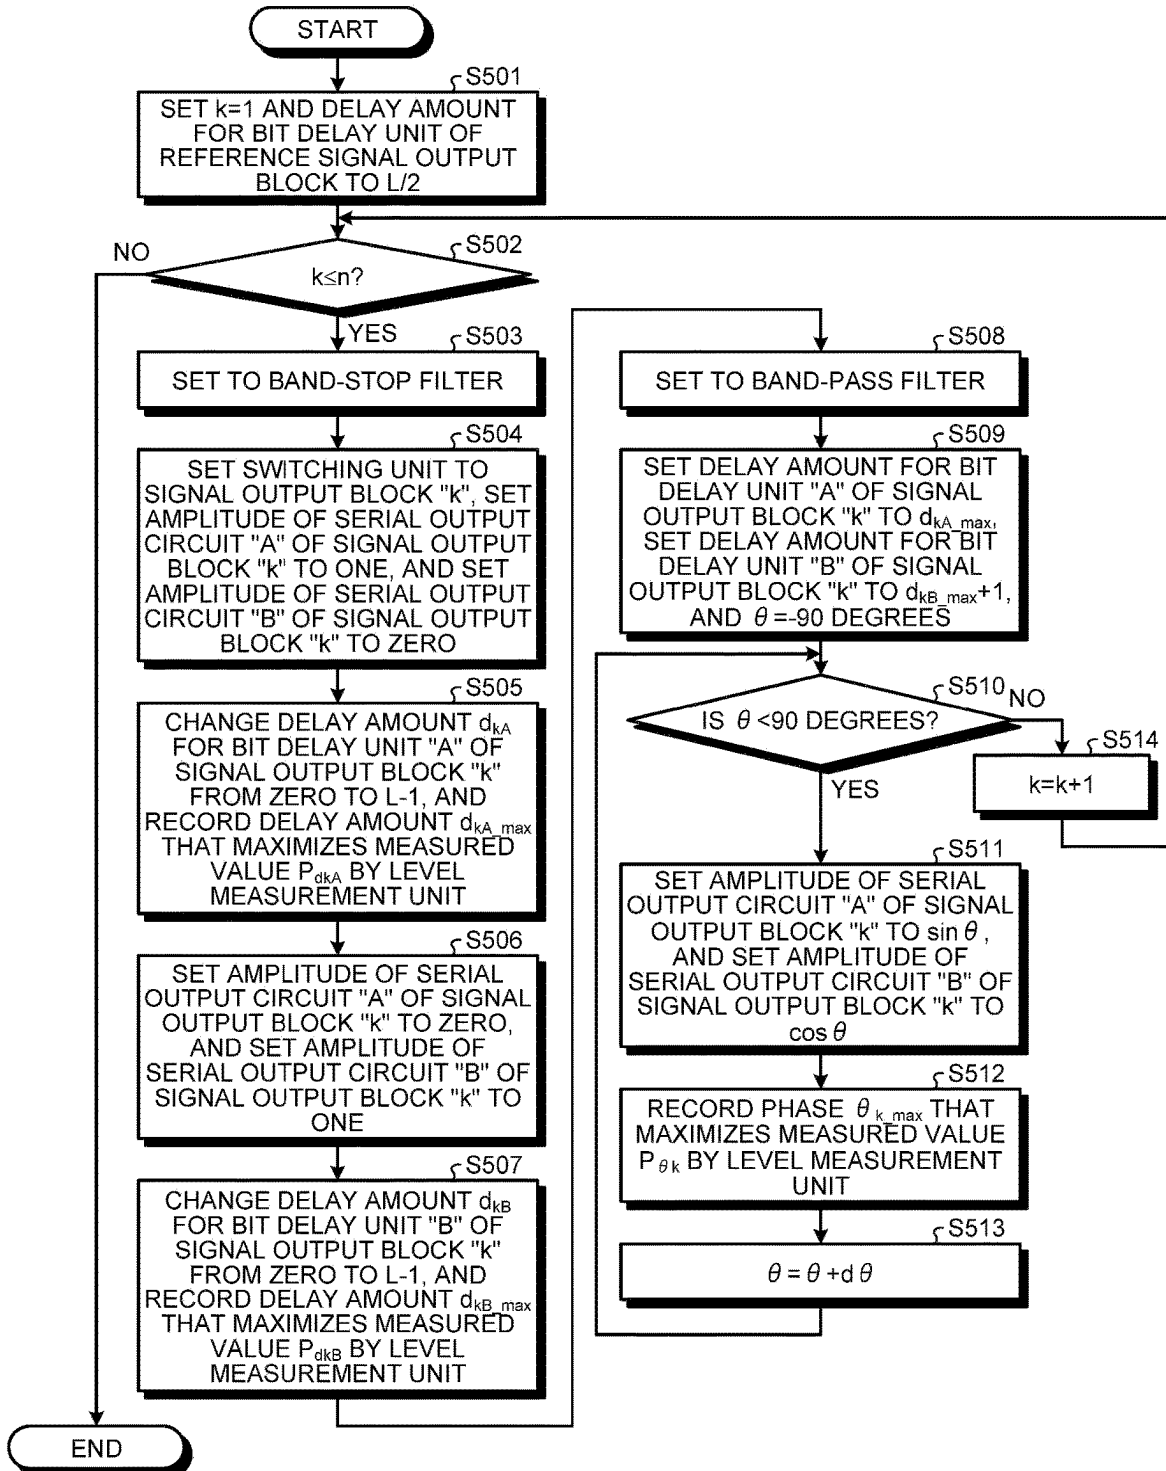 START
S501
SET k=1 AND DELAY AMOUNT
FOR BIT DELAY UNIT OF
REFERENCE SIGNAL OUTPUT
BLOCK TO L/2
S502
NO
k≤n?
YES
S503
SET TO BAND-STOP FILTER
S504
SET SWITCHING UNIT TO
SIGNAL OUTPUT BLOCK "k", SET
AMPLITUDE OF SERIAL OUTPUT
CIRCUIT "A" OF SIGNAL OUTPUT
BLOCK "k" TO ONE, AND SET
AMPLITUDE OF SERIAL OUTPUT
CIRCUIT "B" OF SIGNAL OUTPUT
BLOCK "k" TO ZERO
S505
CHANGE DELAY AMOUNT dkA
FOR BIT DELAY UNIT "A" OF
SIGNAL OUTPUT BLOCK "k"
FROM ZERO TO L-1, AND
RECORD DELAY AMOUNT dkA_max
THAT MAXIMIZES MEASURED
VALUE PdkA BY LEVEL
MEASUREMENT UNIT
S506
SET AMPLITUDE OF SERIAL
OUTPUT CIRCUIT "A" OF SIGNAL
OUTPUT BLOCK "k" TO ZERO,
AND SET AMPLITUDE OF
SERIAL OUTPUT CIRCUIT "B" OF
SIGNAL OUTPUT BLOCK "k" TO
ONE
S507
CHANGE DELAY AMOUNT dkB
FOR BIT DELAY UNIT "B" OF
SIGNAL OUTPUT BLOCK "k"
FROM ZERO TO L-1, AND
RECORD DELAY AMOUNT dkB_max
THAT MAXIMIZES MEASURED
VALUE PdkB BY LEVEL
MEASUREMENT UNIT
END
S508
SET TO BAND-PASS FILTER
S509
SET DELAY AMOUNT FOR BIT
DELAY UNIT "A" OF SIGNAL
OUTPUT BLOCK "k" TO dkA_max,
SET DELAY AMOUNT FOR BIT
DELAY UNIT "B" OF SIGNAL
OUTPUT BLOCK "k" TO dkB_max+1,
AND θ=-90 DEGREES
S510
NO
IS θ<90 DEGREES?
YES
S514
k=k+1
S511
SET AMPLITUDE OF SERIAL
OUTPUT CIRCUIT "A" OF SIGNAL
OUTPUT BLOCK "k" TO sin θ,
AND SET AMPLITUDE OF
SERIAL OUTPUT CIRCUIT "B" OF
SIGNAL OUTPUT BLOCK "k" TO
cos θ
S512
RECORD PHASE θk_max THAT
MAXIMIZES MEASURED VALUE
Pθk BY LEVEL MEASUREMENT
UNIT
S513
θ=θ+dθ